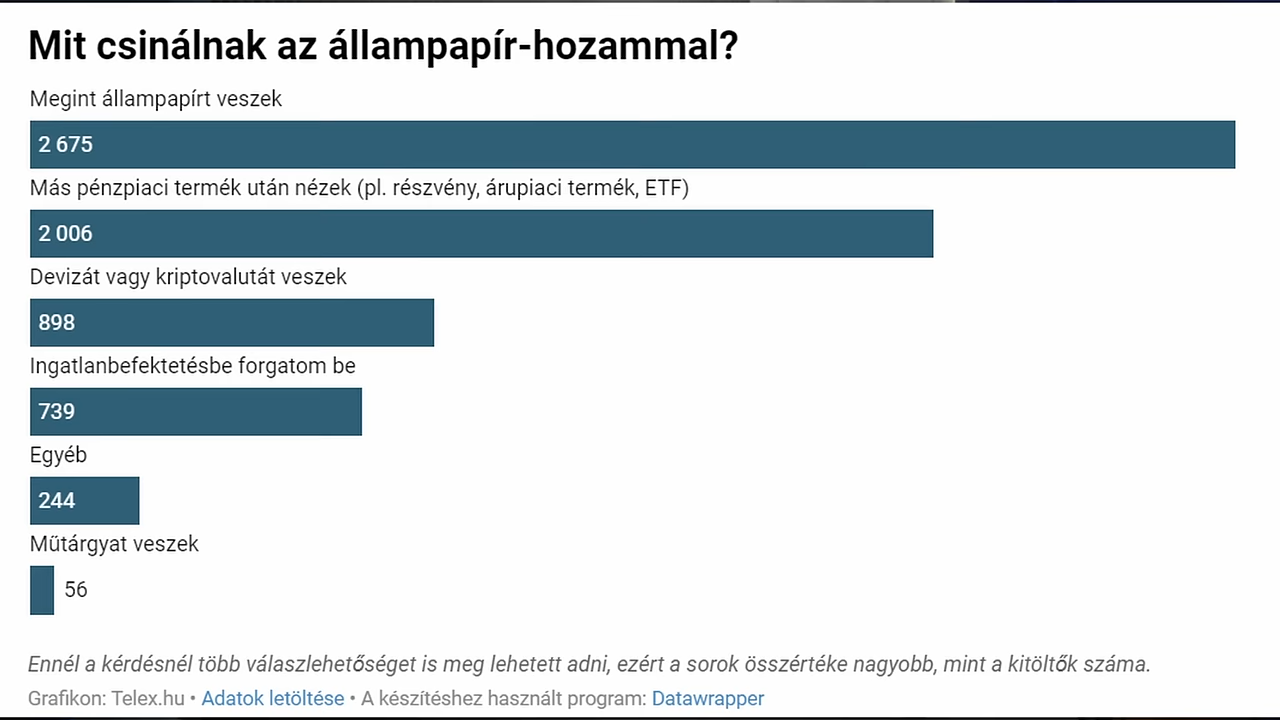 Mit csinálnak az állampapír-hozammal?
Megint állampapírt veszek
2 675
Más pénzpiaci termék után nézek (pl. részvény, árupiaci termék, ETF)
2 006
Devizát vagy kriptovalutát veszek
898
Ingatlanbefektetésbe forgatom be
739
Egyéb
244
Műtárgyat veszek
56
Ennél a kérdésnél több válaszlehetőséget is meg lehetett adni, ezért a sorok összértéke nagyobb, mint a kitöltők száma.
Grafikon: Telex.hu • Adatok letöltése • A készítéshez használt program: Datawrapper